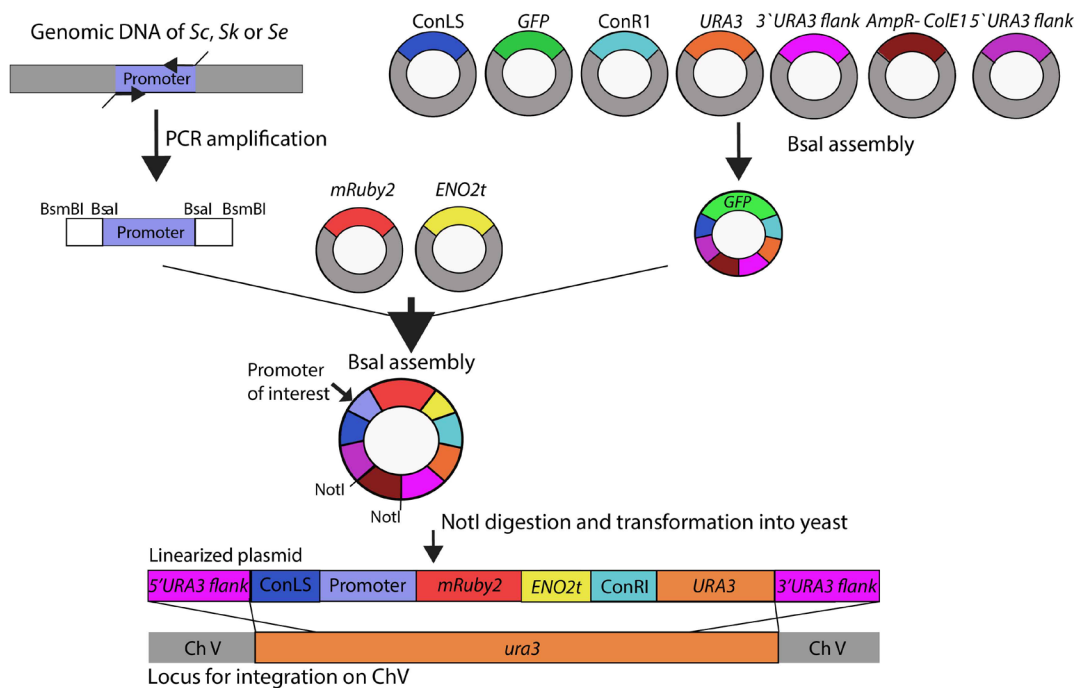 Genomic DNA of Sc, Sk or Se
Promoter
PCR amplification
BsmBI BsaI BsaI BsmBI
Promoter
ConLS GFP ConR1 URA3 3`URA3 flank AmpR- ColE1 5`URA3 flank
BsaI assembly
GFP
mRuby2 ENO2t
BsaI assembly
Promoter
of interest
NotI
NotI
NotI digestion and transformation into yeast
Linearized plasmid
5'URA3 flank ConLS Promoter mRuby2 ENO2t ConRI URA3 3'URA3 flank
Ch V ura3 Ch V
Locus for integration on ChV